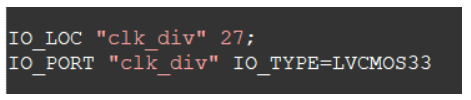 IO_LOC "clk_div" 27;
IO_PORT "clk_div" IO_TYPE=LVCMOS33